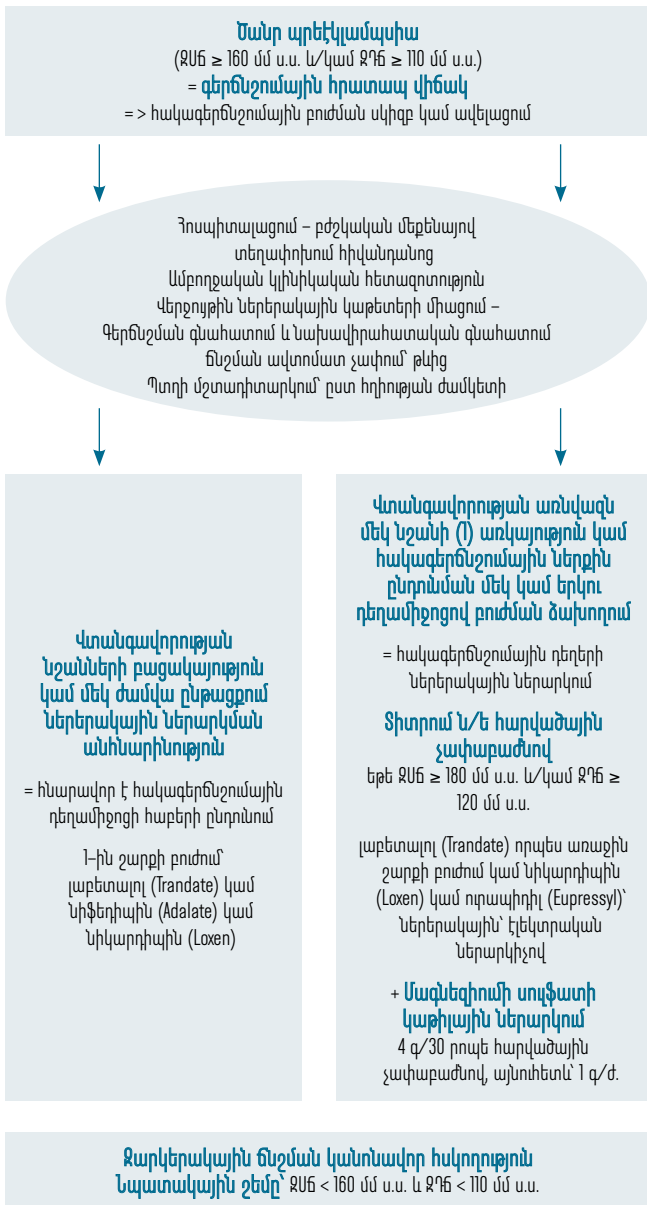 Ծանր պրեէկլամպսիա
(ԶՍՃ ≥ 160 մմ ս.ս. և/կամ ԶԴՃ ≥ 110 մմ ս.ս.)
= գերճնշումային հրատապ վիճակ
= > հակագերճնշումային բուժման սկիզբ կամ ավելացում
Հոսպիտալացում – բժշկական մեքենայով
տեղափոխում հիվանդանոց
Ամբողջական կլինիկական հետազոտություն
Վերջույթին ներերակային կաթետերի միացում –
Գերճնշման գնահատում և նախավիրահատական գնահատում
Ճնշման ավտոմատ չափում՝ թևից
Պտղի մշտադիտարկում՝ ըստ հղիության ժամկետի
Վտանգավորության
նշանների բացակայություն
կամ մեկ ժամվա ընթացքում
ներերակային ներարկման
անհնարինություն
= հնարավոր է հակագերճնշումային
դեղամիջոցի հաբերի ընդունում
1-ին շարքի բուժում՝
լաբետալոլ (Trandate) կամ
նիֆեդիպին (Adalate) կամ
նիկարդիպին (Loxen)
Վտանգավորության առնվազն
մեկ նշանի (1) առկայություն կամ
հակագերճնշումային ներքին
ընդունման մեկ կամ երկու
դեղամիջոցով բուժման ձախողում
= հակագերճնշումային դեղերի
ներերակային ներարկում
Տիտրում ն/ե հարվածային
չափաբաժնով
եթե ԶՍՃ ≥ 180 մմ ս.ս. և/կամ ԶԴՃ ≥
120 մմ ս.ս.
լաբետալոլ (Trandate) որպես առաջին
շարքի բուժում կամ նիկարդիպին
(Loxen) կամ ուրապիդիլ (Eupressyl)՝
ներերակային՝ էլեկտրական
ներարկիչով
+ Մագնեզիումի սուլֆատի
կաթիլային ներարկում
4 գ/30 րոպե հարվածային
չափաբաժնով, այնուհետև՝ 1 գ/ժ.
Զարկերակային ճնշման կանոնավոր հսկողություն
Նպատակային շեմը՝ ԶՍՃ < 160 մմ ս.ս. և ԶԴՃ < 110 մմ ս.ս.